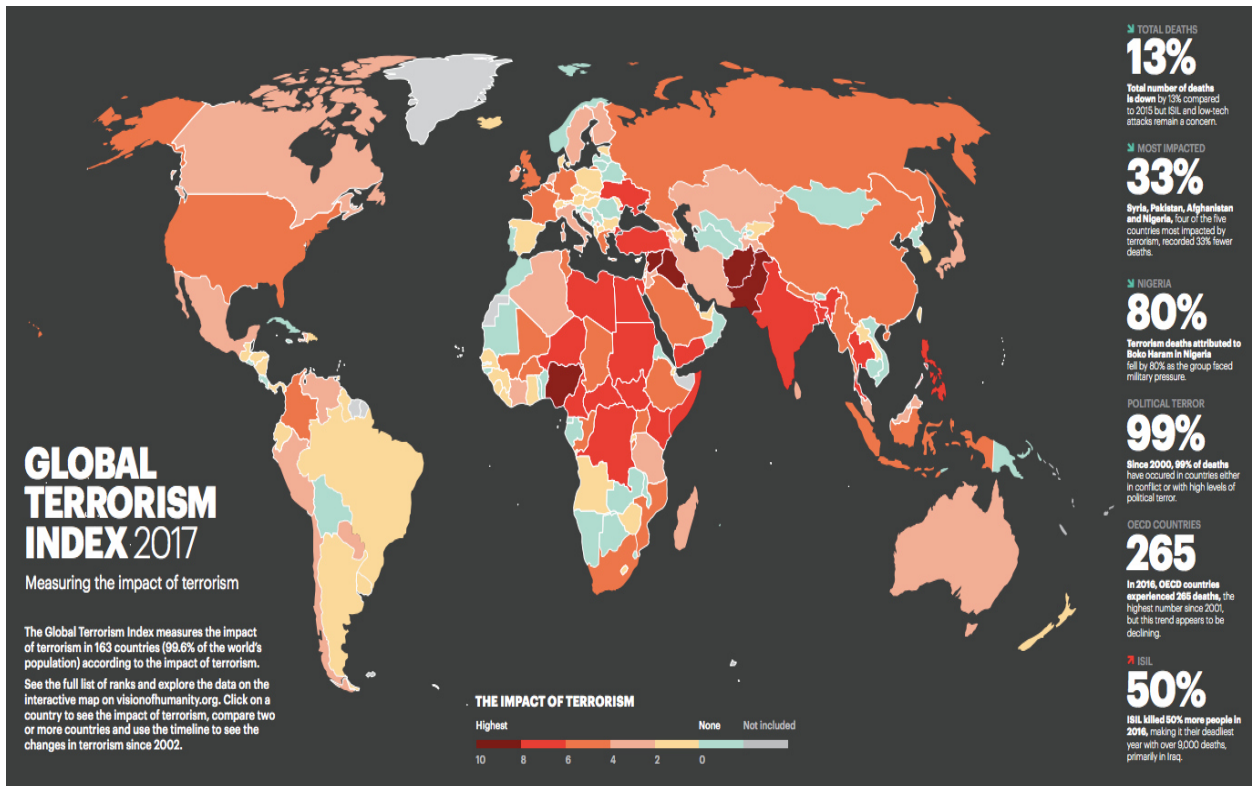 GLOBAL
TERRORISM
INDEX 2017
Measuring the impact of terrorism
The Global Terrorism Index measures the impact
of terrorism in 163 countries (99.6% of the world's
population) according to the impact of terrorism.
See the full list of ranks and explore the data on the
interactive map on visionofhumanity.org. Click on a
country to see the impact of terrorism, compare two
or more countries and use the timeline to see the
changes in terrorism since 2002.
THE IMPACT OF TERRORISM
Highest None Not included
10 8 6 4 2 0
TOTAL DEATHS
13%
Total number of deaths
is down by 13% compared
to 2015 but ISIL and low-tech
attacks remain a concern.
MOST IMPACTED
33%
Syria, Pakistan, Afghanistan
and Nigeria, four of the five
countries most impacted by
terrorism, recorded 33% fewer
deaths.
NIGERIA
80%
Terrorism deaths attributed to
Boko Haram in Nigeria
fell by 80% as the group faced
military pressure.
POLITICAL TERROR
99%
Since 2000, 99% of deaths
have occured in countries either
in conflict or with high levels of
political terror.
OECD COUNTRIES
265
In 2016, OECD countries
experienced 265 deaths, the
highest number since 2001,
but this trend appears to be
declining.
ISIL
50%
ISIL killed 50% more people in
2016, making it their deadliest
year with over 9,000 deaths,
primarily in Iraq.